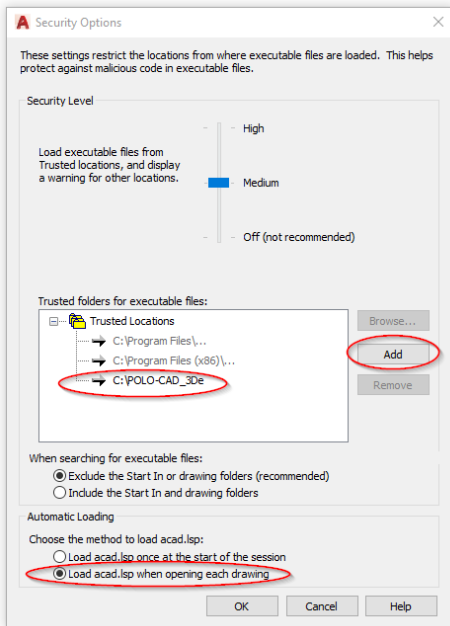 Security Options
These settings restrict the locations from where executable files are loaded. This helps
protect against malicious code in executable files.
Security Level
High
Load executable files from
Trusted locations, and display
a warning for other locations.
Medium
Off (not recommended)
Trusted folders for executable files:
Trusted Locations
C:\Program Files\...
C:\Program Files (x86)\...
C:\POLO-CAD_3De
Browse...
Add
Remove
When searching for executable files:
Exclude the Start In or drawing folders (recommended)
Include the Start In and drawing folders
Automatic Loading
Choose the method to load acad.lsp:
Load acad.lsp once at the start of the session
Load acad.lsp when opening each drawing
OK
Cancel
Help